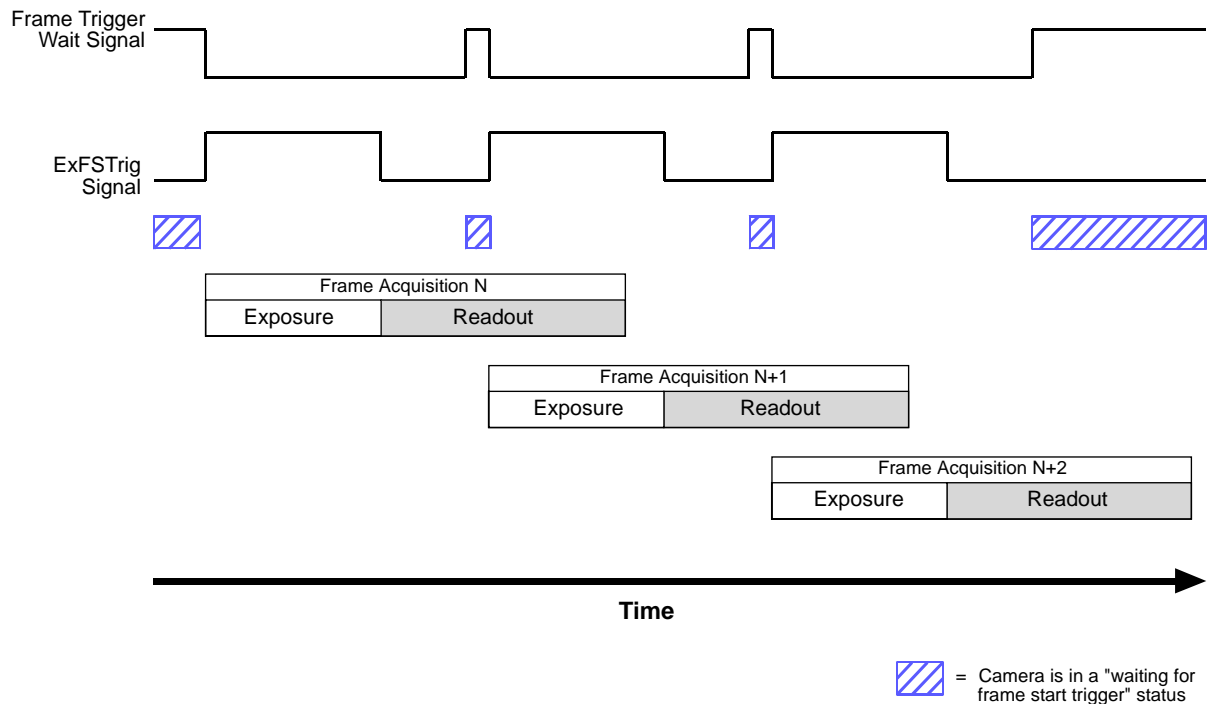 Frame Trigger
Wait Signal
ExFSTrig
Signal
Frame Acquisition N
Exposure
Readout
Frame Acquisition N+1
Exposure
Readout
Frame Acquisition N+2
Exposure
Readout
Time
= Camera is in a "waiting for
frame start trigger" status